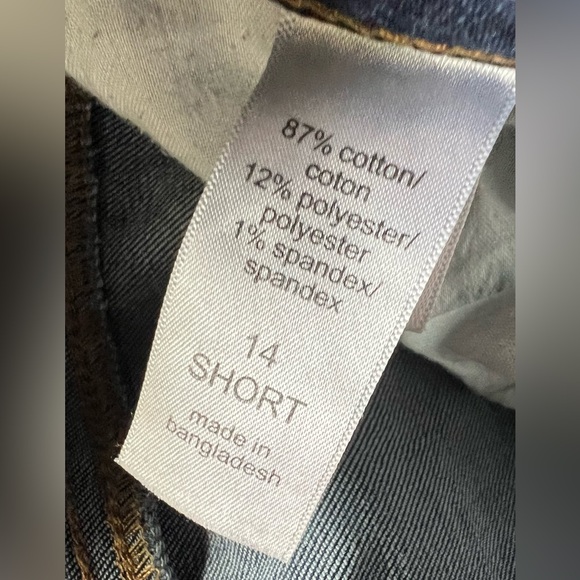 87% cotton/
coton
12% polyester/
polyester
1% spandex/
spandex
14
SHORT
made in
bangladesh